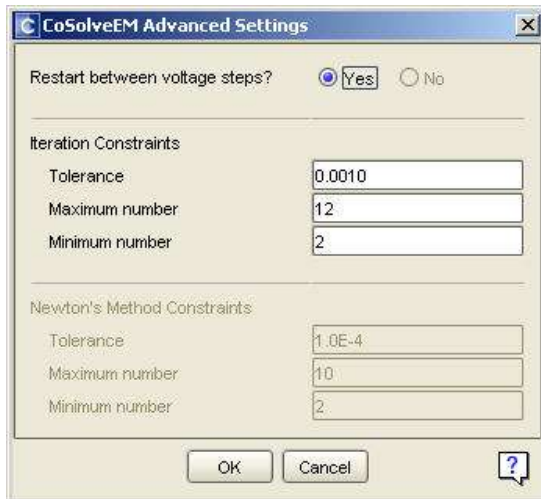 C CoSolveEM Advanced Settings
Restart between voltage steps? Yes No
Iteration Constraints
Tolerance 0.0010
Maximum number 12
Minimum number 2
Newton's Method Constraints
Tolerance 1.0E-4
Maximum number 10
Minimum number 2
OK Cancel ?